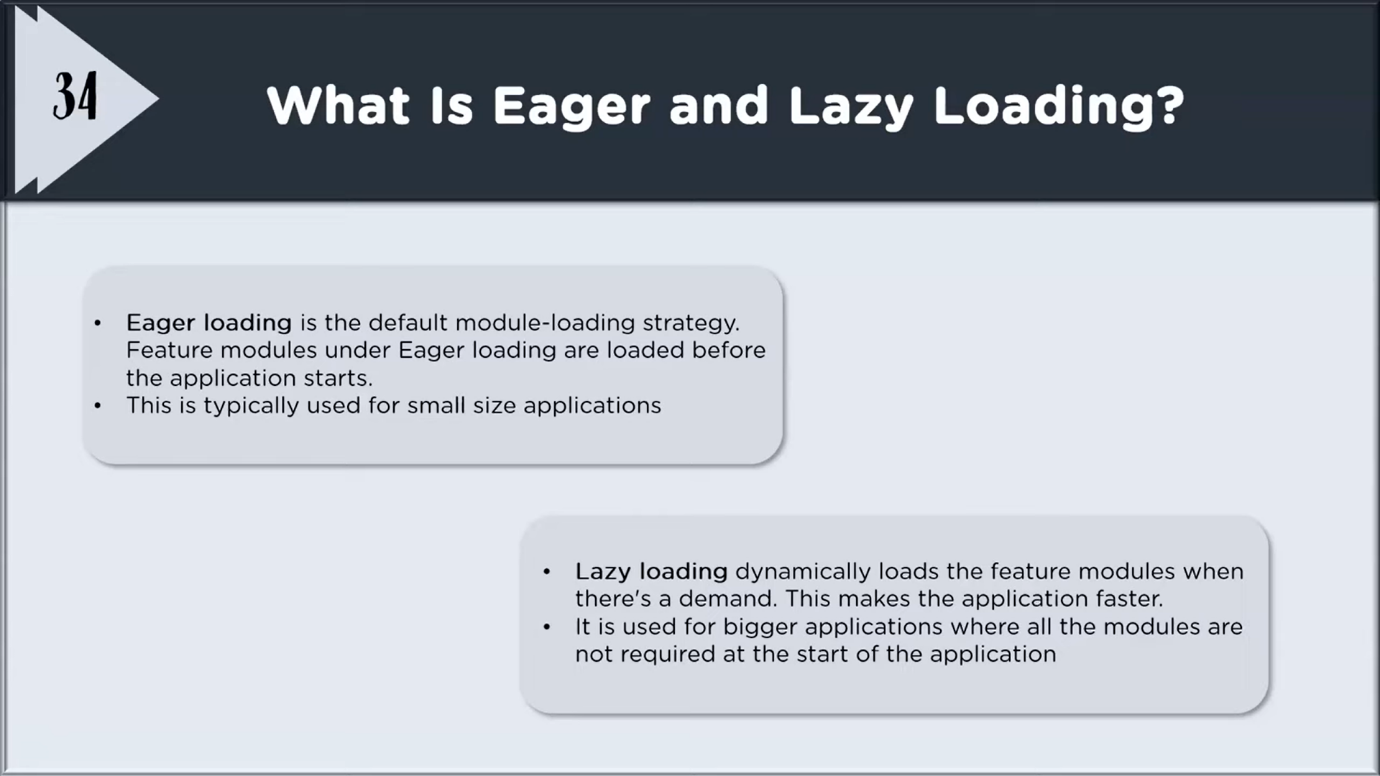 34
What Is Eager and Lazy Loading?
• Eager loading is the default module-loading strategy.
Feature modules under Eager loading are loaded before
the application starts.
• This is typically used for small size applications
• Lazy loading dynamically loads the feature modules when
there's a demand. This makes the application faster.
• It is used for bigger applications where all the modules are
not required at the start of the application